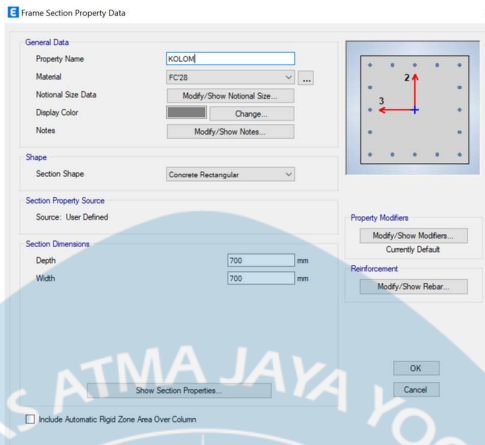 Frame Section Property Data
General Data
Property Name KOLOM
Material FC'28 ...
Notional Size Data Modify/Show Notional Size...
Display Color Change...
Notes Modify/Show Notes...
2
3
Shape
Section Shape Concrete Rectangular
Section Property Source
Source: User Defined
Property Modifiers
Modify/Show Modifiers...
Currently Default
Section Dimensions
Depth 700 mm
Width 700 mm
Reinforcement
Modify/Show Rebar...
OK
Cancel
Show Section Properties...
Include Automatic Rigid Zone Area Over Column
S ATMA JAYA YO